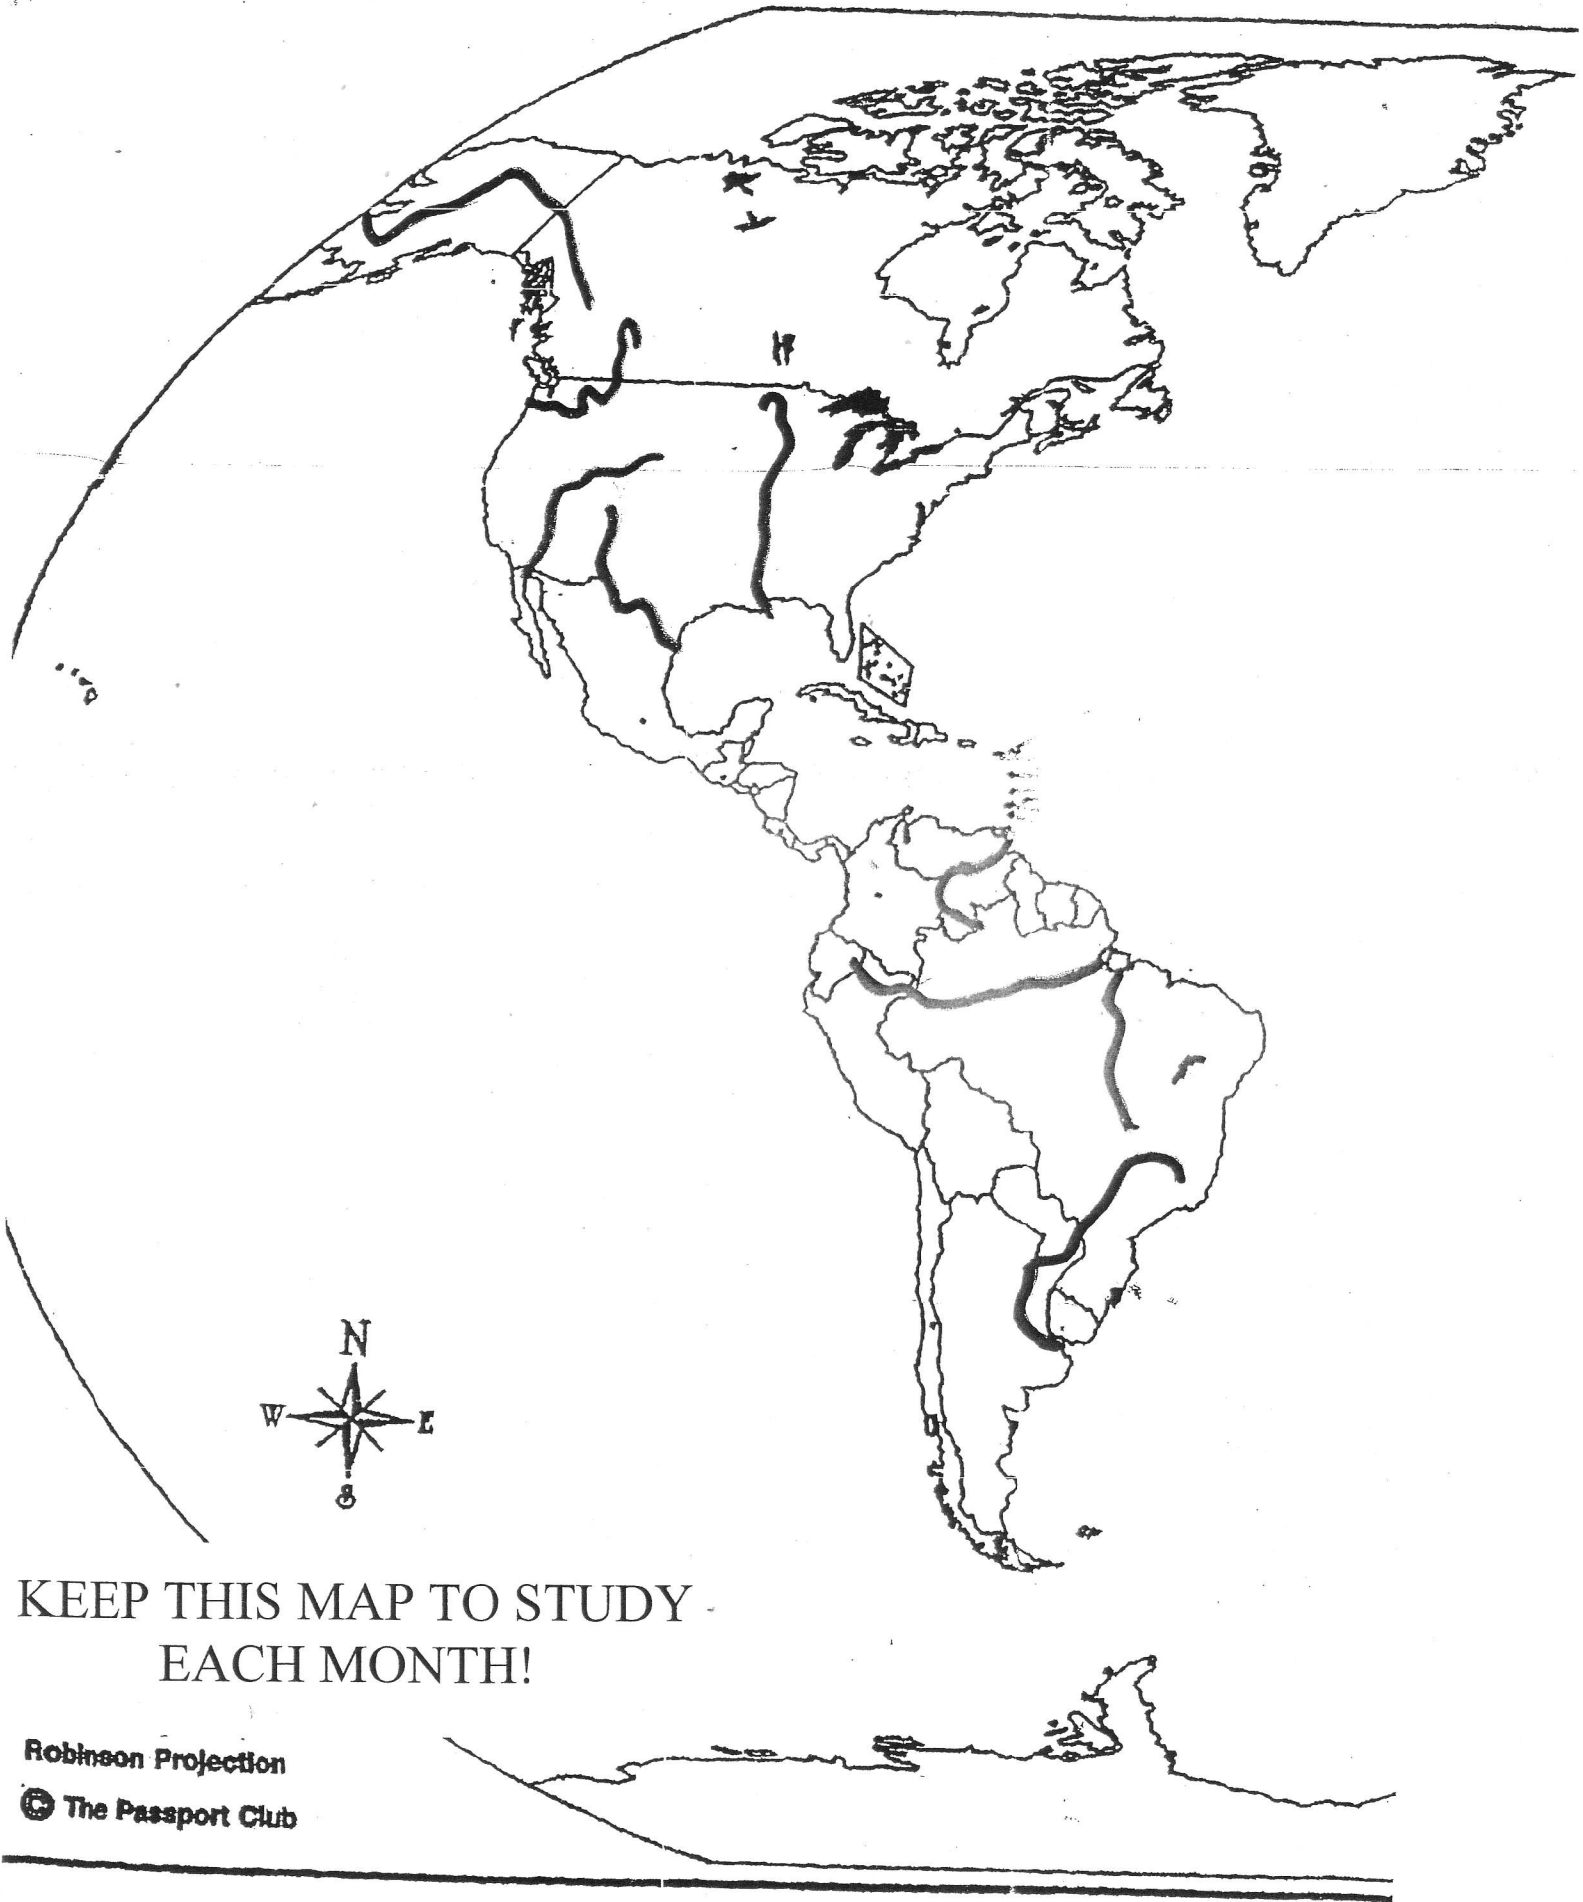 N
W E
S
KEEP THIS MAP TO STUDY
EACH MONTH!
Robinson Projection
© The Passport Club